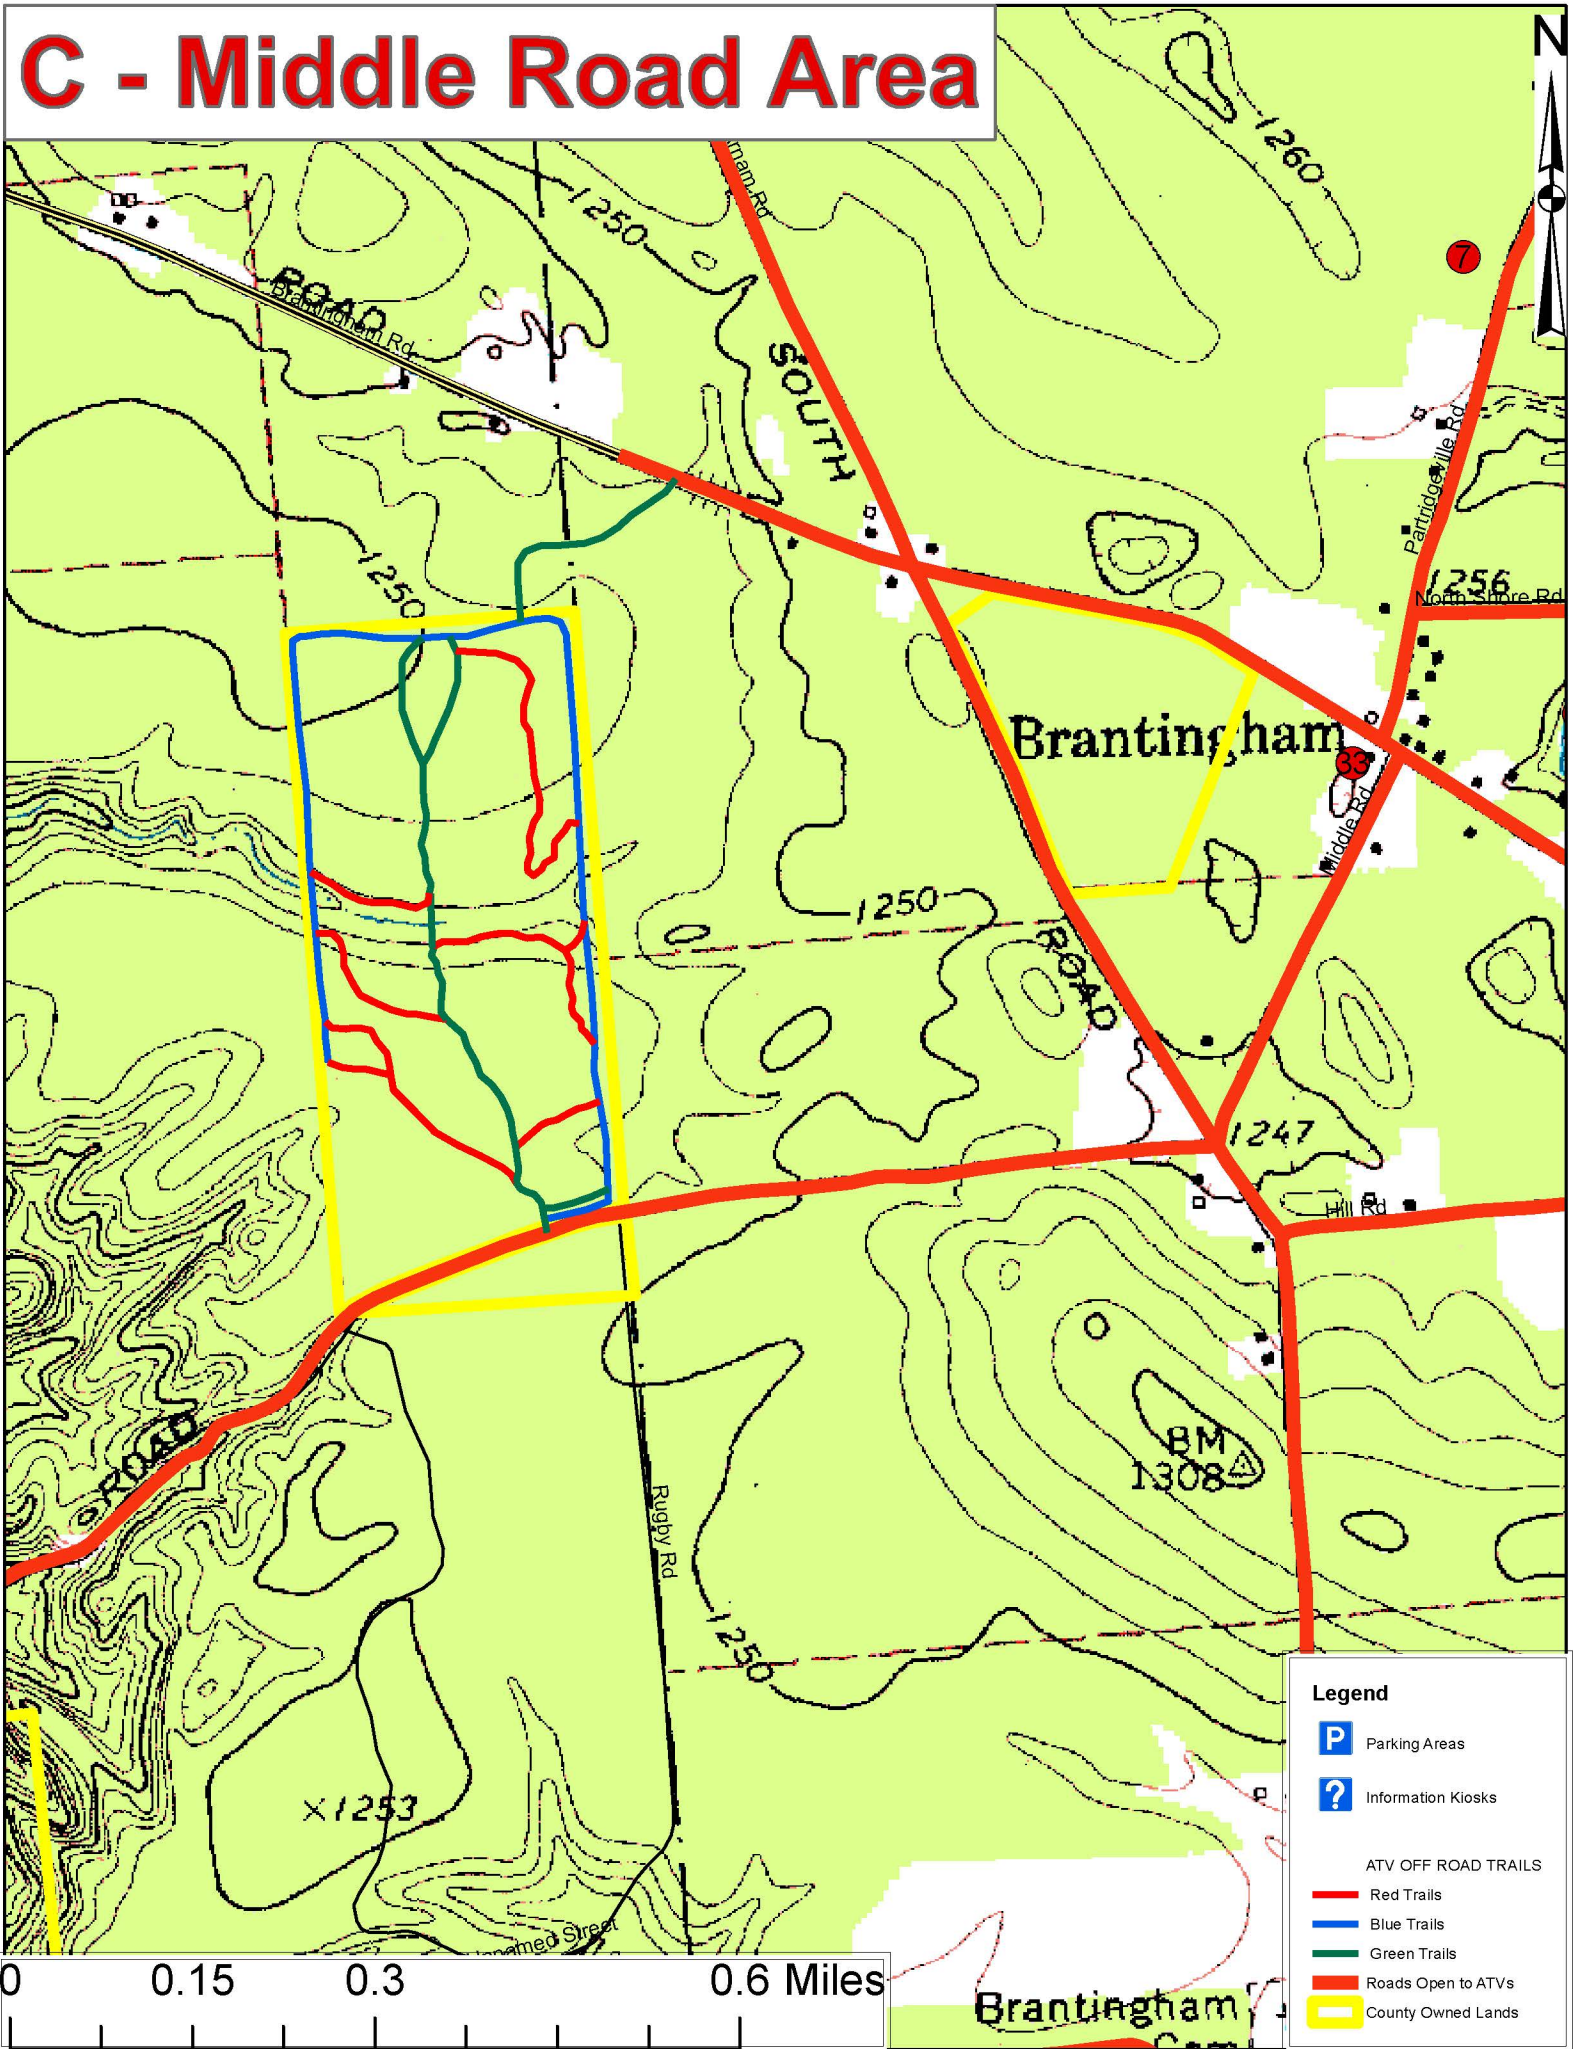 C - Middle Road Area
N
1260
7
1250
ROAD
Brantingham Rd
SOUTH
Partridgeville Rd
1256
North Shore Rd
1250
Brantingham
33
Middle Rd
1250
ROAD
1247
Hill Rd
BM
1308
ROAD
Rugby Rd
1250
×1253
Street
Brantingham
Legend
P Parking Areas
? Information Kiosks
ATV OFF ROAD TRAILS
Red Trails
Blue Trails
Green Trails
Roads Open to ATVs
County Owned Lands
0 0.15 0.3 0.6 Miles